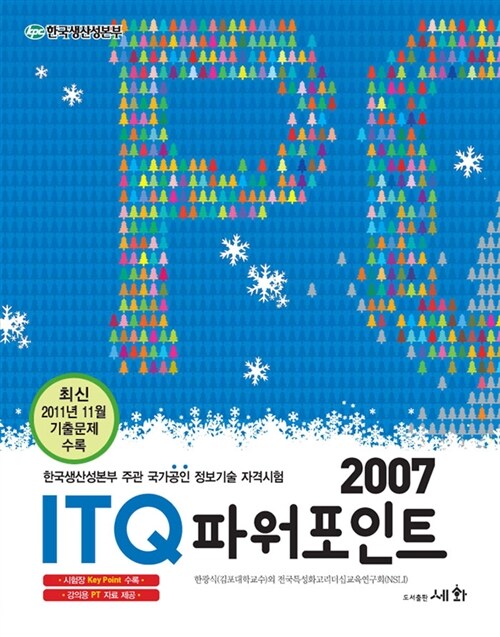 kpc 한국생산성본부
최신
2011년 11월
기출문제
수록
한국생산성본부 주관 국가공인 정보기술 자격시험
2007
ITQ 파워포인트
• 시험장 Key Point 수록 •
• 강의용 PT 자료 제공 •
한광식(김포대학교수)외 전국특성화고리더십교육연구회(NSLI)
도서출판 세화